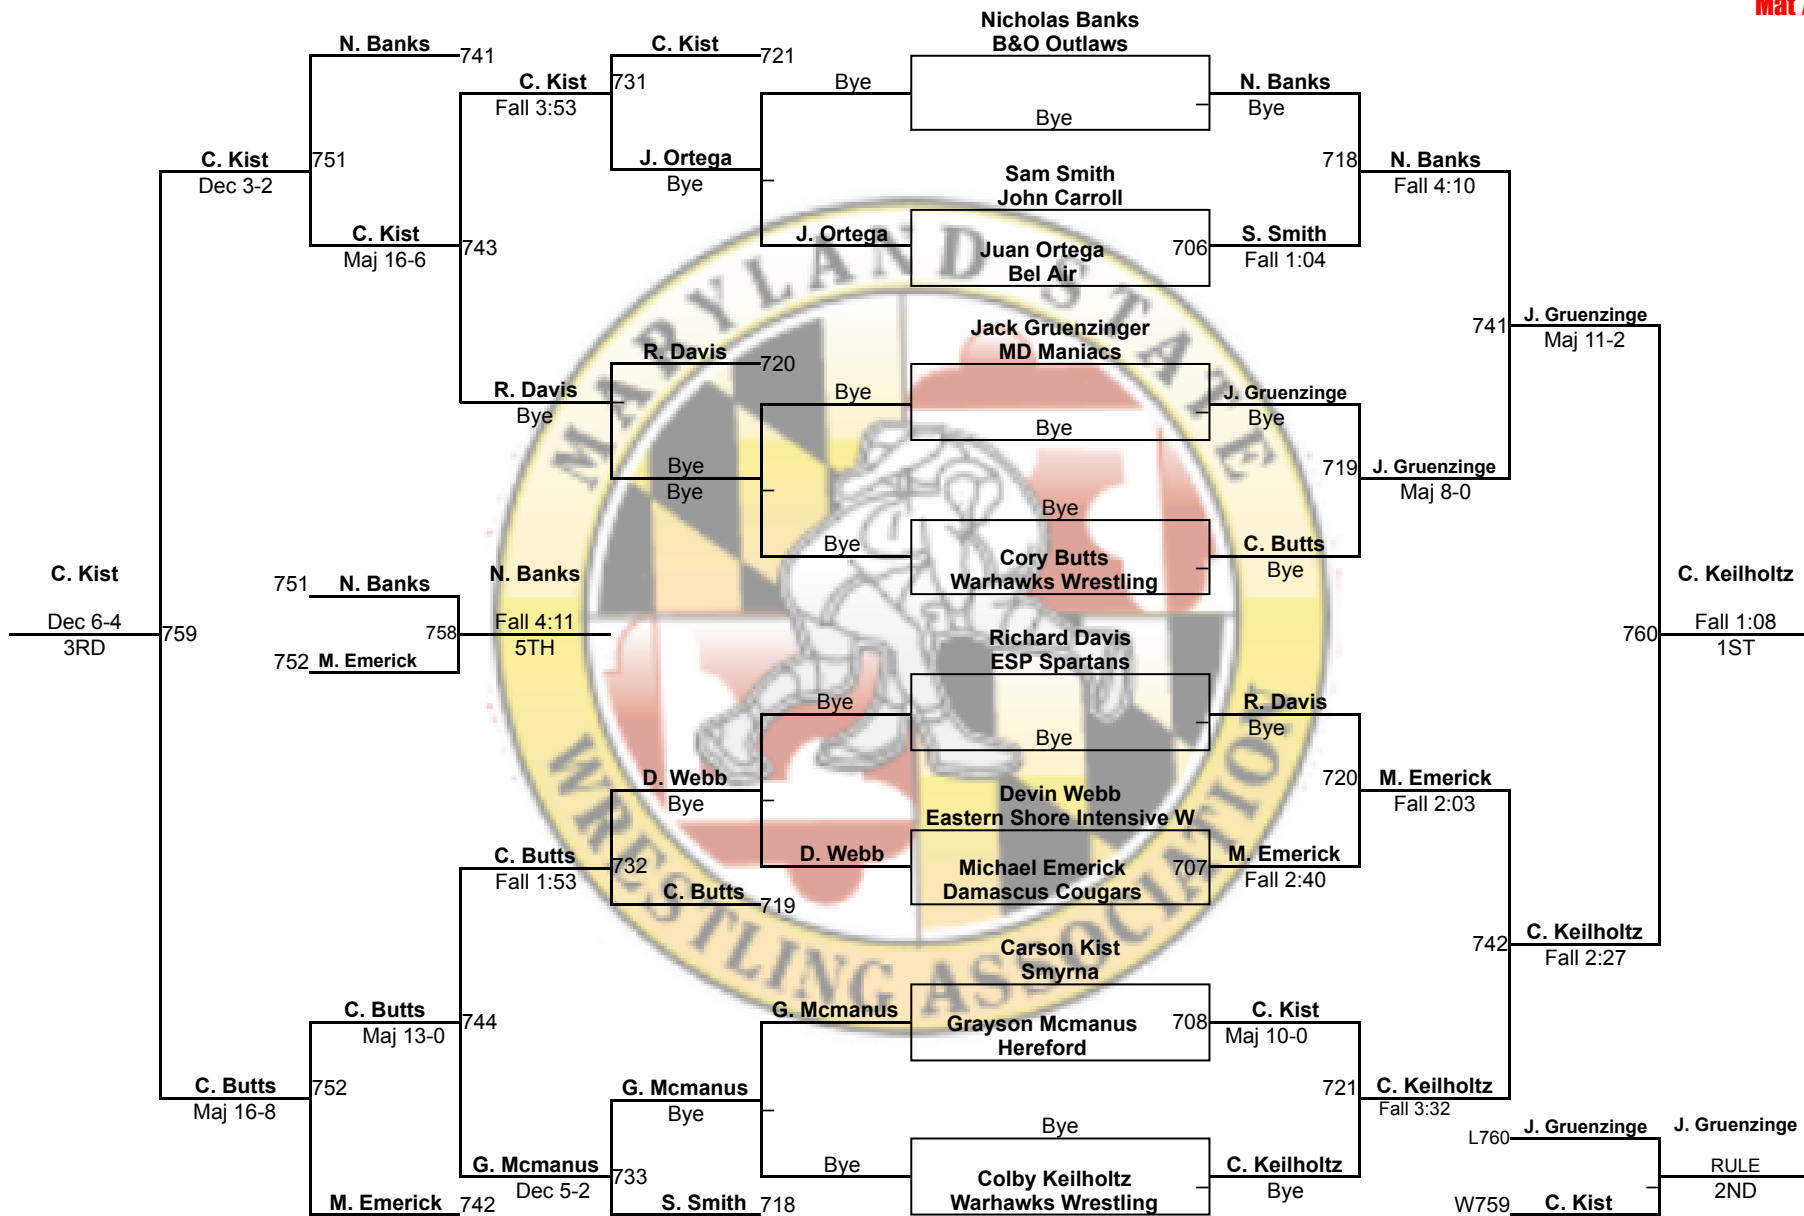 Mat
Nicholas Banks
B&O Outlaws
N. Banks
741
C. Kist
721
C. Kist
731
Fall 3:53
Bye
Bye
N. Banks
Bye
C. Kist
751
Dec 3-2
J. Ortega
Bye
718
N. Banks
Fall 4:10
Sam Smith
John Carroll
C. Kist
743
Maj 16-6
J. Ortega
Juan Ortega
Bel Air
706
S. Smith
Fall 1:04
Jack Gruenzinger
MD Maniacs
741
J. Gruenzinge
Maj 11-2
R. Davis
720
R. Davis
Bye
Bye
Bye
J. Gruenzinge
Bye
Bye
Bye
719
J. Gruenzinge
Maj 8-0
Bye
Bye
Cory Butts
Warhawks Wrestling
C. Butts
Bye
C. Kist
Dec 6-4
3RD
759
751
N. Banks
752
M. Emerick
758
N. Banks
Fall 4:11
5TH
C. Keilholtz
760
Fall 1:08
1ST
Richard Davis
ESP Spartans
Bye
Bye
R. Davis
Bye
D. Webb
Bye
720
M. Emerick
Fall 2:03
Devin Webb
Eastern Shore Intensive W
C. Butts
732
Fall 1:53
D. Webb
Michael Emerick
Damascus Cougars
707
M. Emerick
Fall 2:40
C. Butts
719
742
C. Keilholtz
Fall 2:27
Carson Kist
Smyrna
C. Butts
744
Maj 13-0
G. Mcmanus
Grayson Mcmanus
Hereford
708
C. Kist
Maj 10-0
C. Butts
752
Maj 16-8
G. Mcmanus
Bye
721
C. Keilholtz
Fall 3:32
Bye
L760
J. Gruenzinge
J. Gruenzinge
G. Mcmanus
733
Dec 5-2
Bye
Colby Keilholtz
Warhawks Wrestling
C. Keilholtz
Bye
RULE
2ND
M. Emerick
742
S. Smith
718
W759
C. Kist
MARYLAND STATE
WRESTLING ASSOCIATION